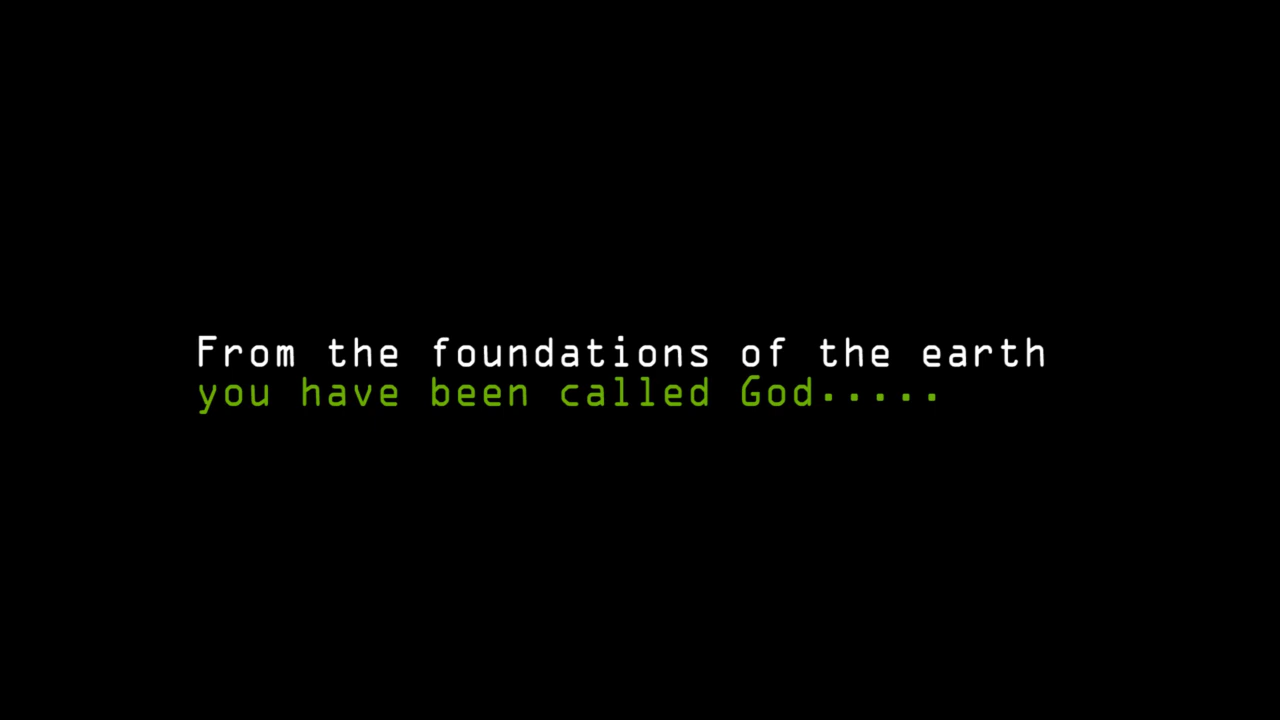 From the foundations of the earth
you have been called God.....